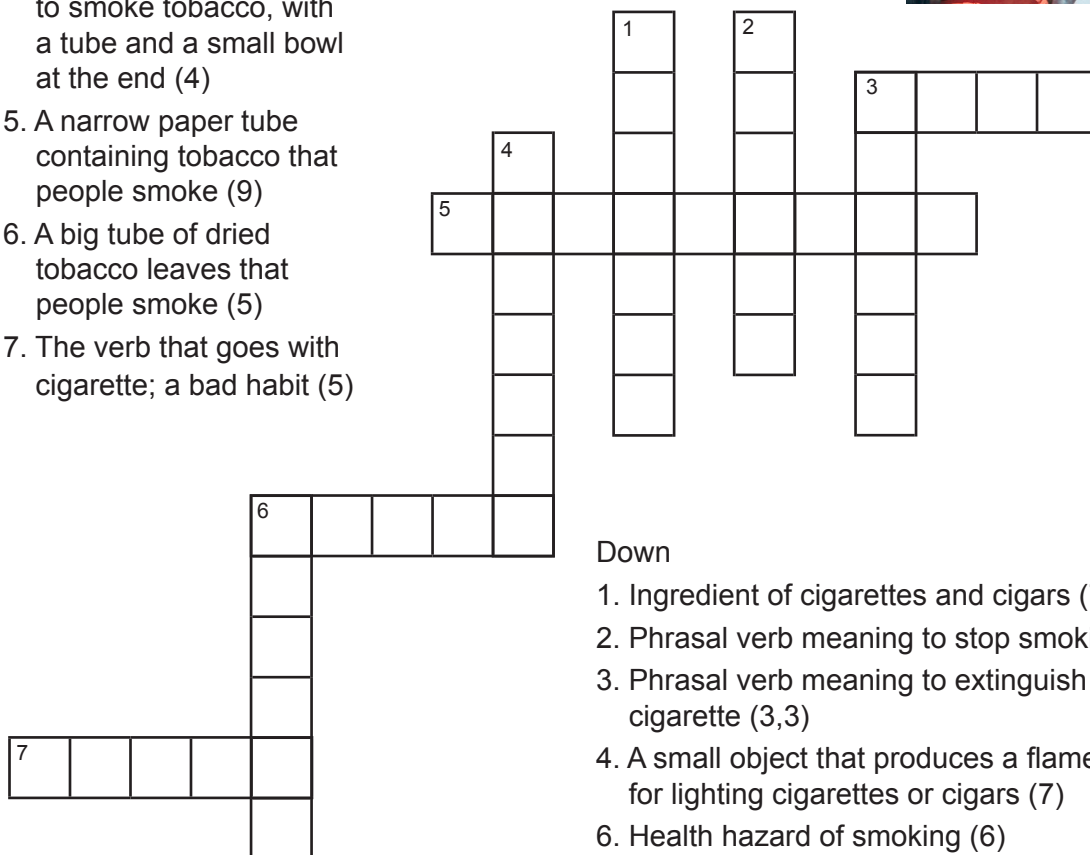 to smoke tobacco, with
a tube and a small bowl
at the end (4)
5. A narrow paper tube
containing tobacco that
people smoke (9)
6. A big tube of dried
tobacco leaves that
people smoke (5)
7. The verb that goes with
cigarette; a bad habit (5)
1
2
3
4
5
6
7
Down
1. Ingredient of cigarettes and cigars (
2. Phrasal verb meaning to stop smok
3. Phrasal verb meaning to extinguish
cigarette (3,3)
4. A small object that produces a flame
for lighting cigarettes or cigars (7)
6. Health hazard of smoking (6)